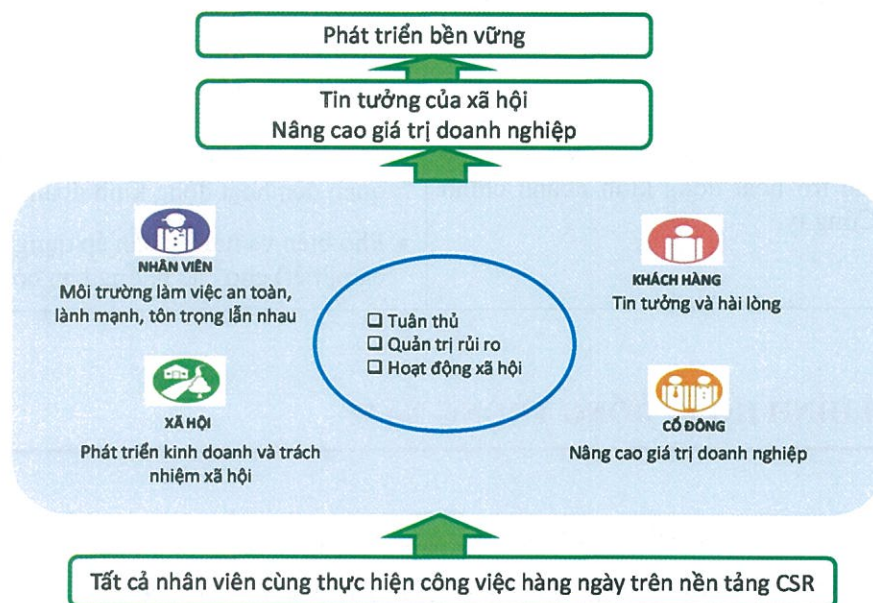 Phát triển bền vững
Tin tưởng của xã hội
Nâng cao giá trị doanh nghiệp
NHÂN VIÊN
Môi trường làm việc an toàn,
lành mạnh, tôn trọng lẫn nhau
KHÁCH HÀNG
Tin tưởng và hài lòng
❑ Tuân thủ
❑ Quản trị rủi ro
❑ Hoạt động xã hội
XÃ HỘI
Phát triển kinh doanh và trách
nhiệm xã hội
CỔ ĐÔNG
Nâng cao giá trị doanh nghiệp
Tất cả nhân viên cùng thực hiện công việc hàng ngày trên nền tảng CSR